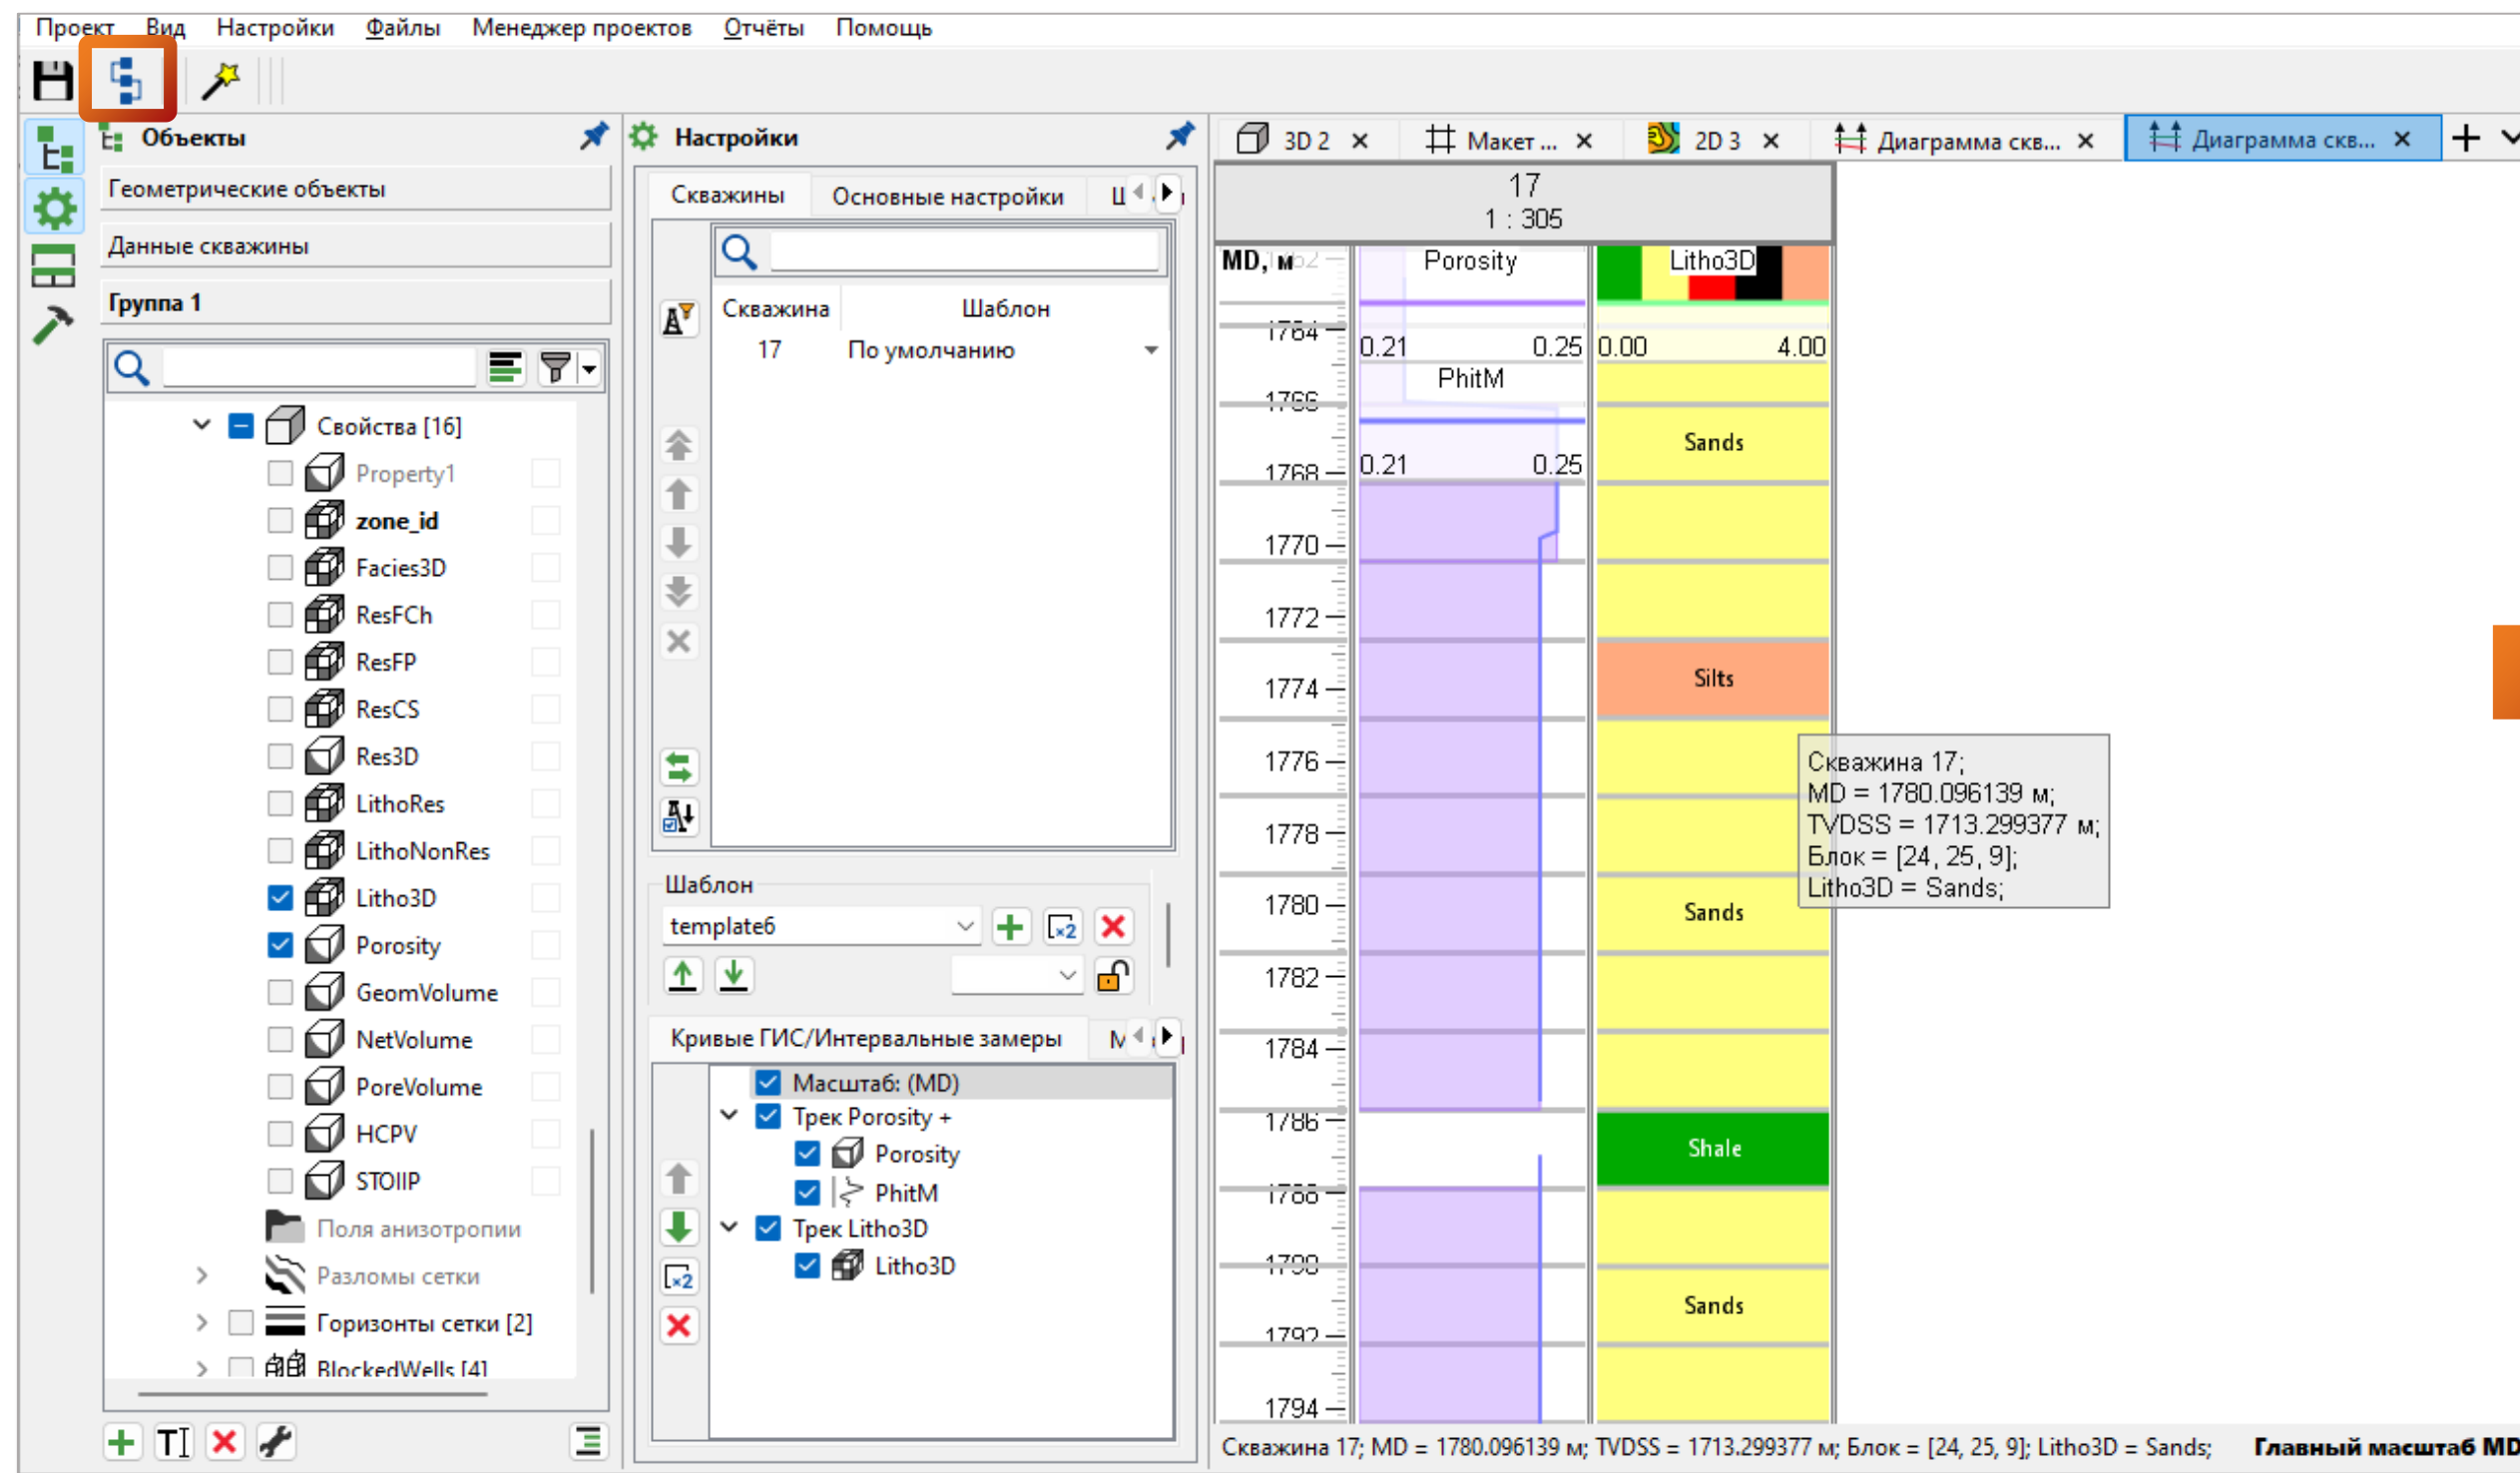 Проект Вид Настройки Файлы Менеджер проектов Отчёты Помощь
Объекты
Геометрические объекты
Данные скважины
Группа 1
Свойства [16]
Property1
zone_id
Facies3D
ResFCh
ResFP
ResCS
Res3D
LithoRes
LithoNonRes
Litho3D
Porosity
GeomVolume
NetVolume
PoreVolume
HCPV
STOIIP
Поля анизотропии
Разломы сетки
Горизонты сетки [2]
BlockedWells [4]
Настройки
Скважины Основные настройки
Скважина Шаблон
17 По умолчанию
Шаблон
template6
Кривые ГИС/Интервальные замеры
Масштаб: (MD)
Трек Porosity +
Porosity
PhitM
Трек Litho3D
Litho3D
3D 2 Макет ... 2D 3 Диаграмма скв... Диаграмма скв...
17
1 : 305
MD, м Porosity Litho3D
1764
0.21 0.25 0.00 4.00
PhitM
1766
Sands
1768 0.21 0.25
1770
1772
1774 Silts
1776
1778
1780 Sands
1782
1784
1786
Shale
1788
1790
Sands
1792
1794
Скважина 17;
MD = 1780.096139 м;
TVDSS = 1713.299377 м;
Блок = [24, 25, 9];
Litho3D = Sands;
Скважина 17; MD = 1780.096139 м; TVDSS = 1713.299377 м; Блок = [24, 25, 9]; Litho3D = Sands; Главный масштаб MD